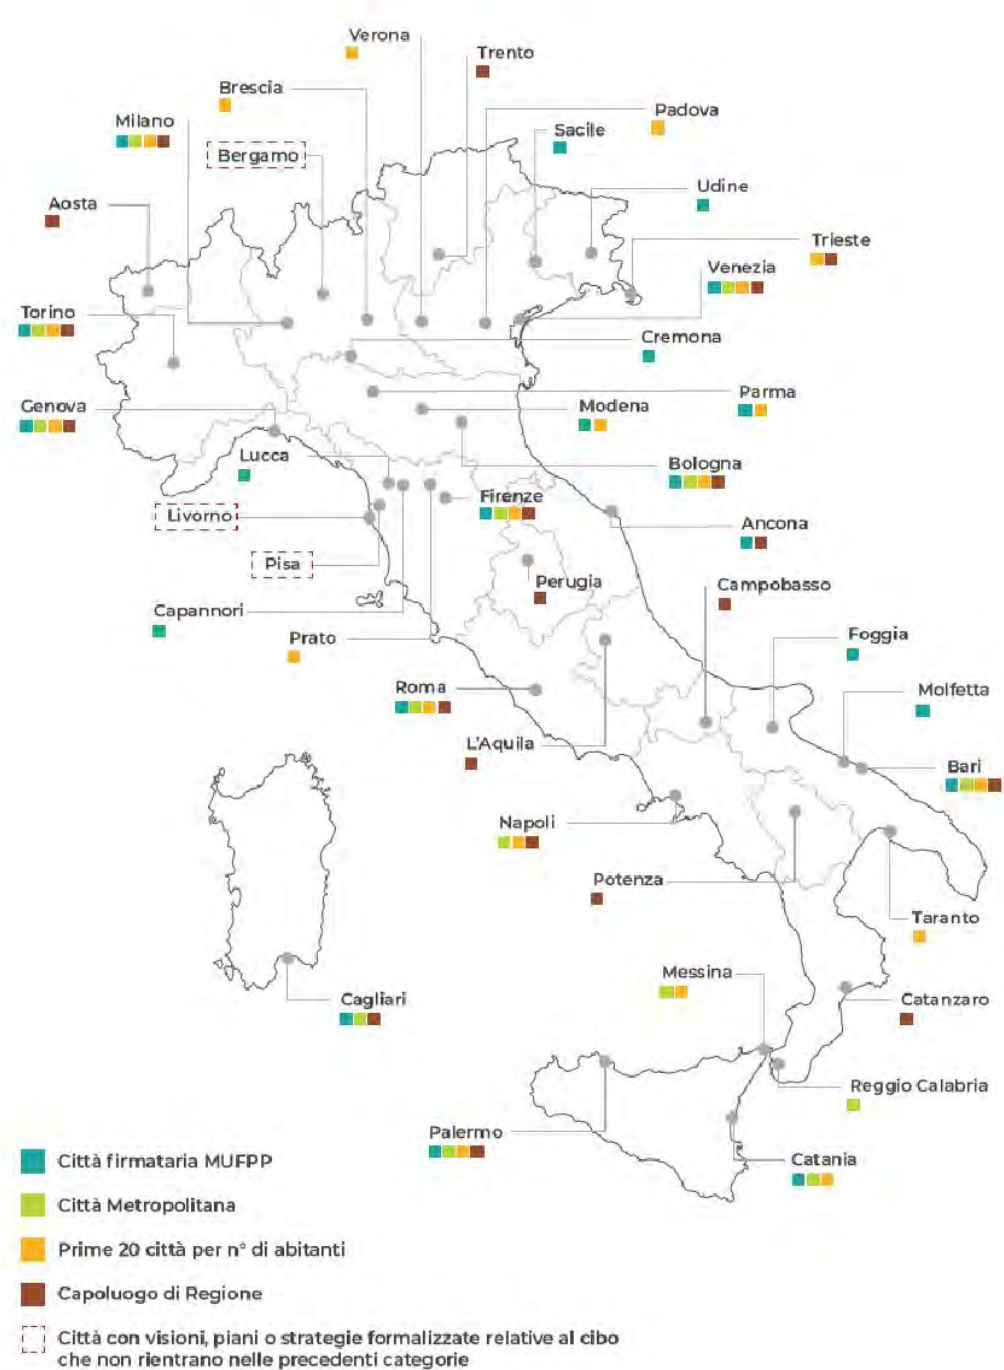 Verona
Trento
Brescia
Padova
Milano
Sacile
Bergamo
Udine
Aosta
Trieste
Venezia
Torino
Cremona
Parma
Genova
Modena
Lucca
Bologna
Firenze
Livorno
Ancona
Pisa
Perugia
Campobasso
Capannori
Foggia
Prato
Roma
Molfetta
L'Aquila
Bari
Napoli
Potenza
Taranto
Messina
Cagliari
Catanzaro
Reggio Calabria
Palermo
Catania
Città firmataria MUFPP
Città Metropolitana
Prime 20 città per n° di abitanti
Capoluogo di Regione
Città con visioni, piani o strategie formalizzate relative al cibo
che non rientrano nelle precedenti categorie